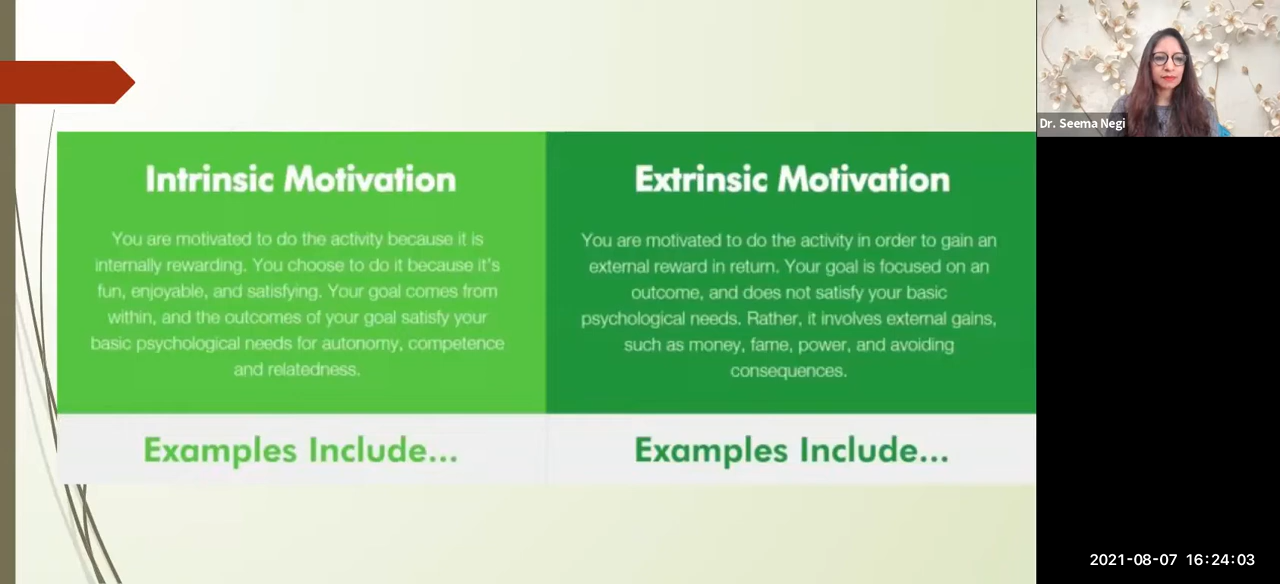 Intrinsic Motivation
You are motivated to do the activity because it is
internally rewarding. You choose to do it because it's
fun, enjoyable, and satisfying. Your goal comes from
within, and the outcomes of your goal satisfy your
basic psychological needs for autonomy, competence
and relatedness.
Examples Include...
Extrinsic Motivation
You are motivated to do the activity in order to gain an
external reward in return. Your goal is focused on an
outcome, and does not satisfy your basic
psychological needs. Rather, it involves external gains,
such as money, fame, power, and avoiding
consequences.
Examples Include...
Dr. Seema Negi
2021-08-07 16:24:03